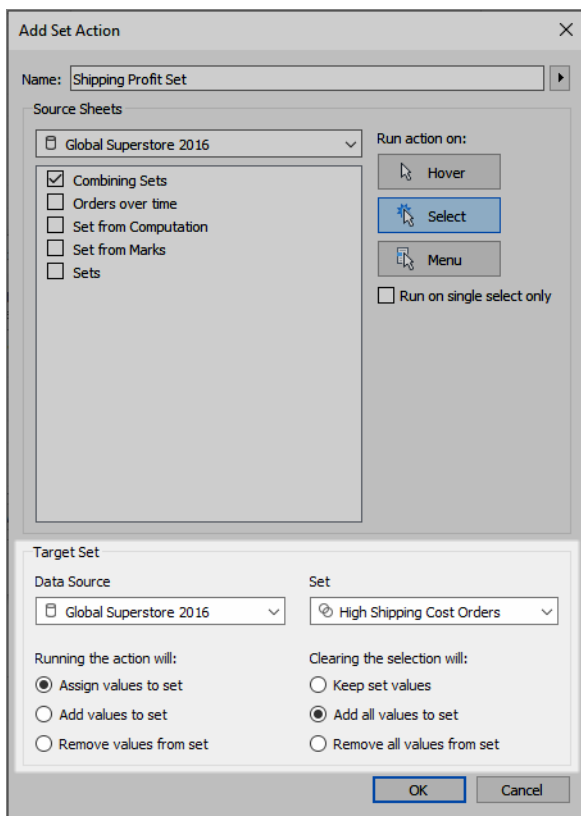 Add Set Action
Name: Shipping Profit Set
Source Sheets
Global Superstore 2016
Combining Sets
Orders over time
Set from Computation
Set from Marks
Sets
Run action on:
Hover
Select
Menu
Run on single select only
Target Set
Data Source
Global Superstore 2016
Set
High Shipping Cost Orders
Running the action will:
Assign values to set
Add values to set
Remove values from set
Clearing the selection will:
Keep set values
Add all values to set
Remove all values from set
OK
Cancel